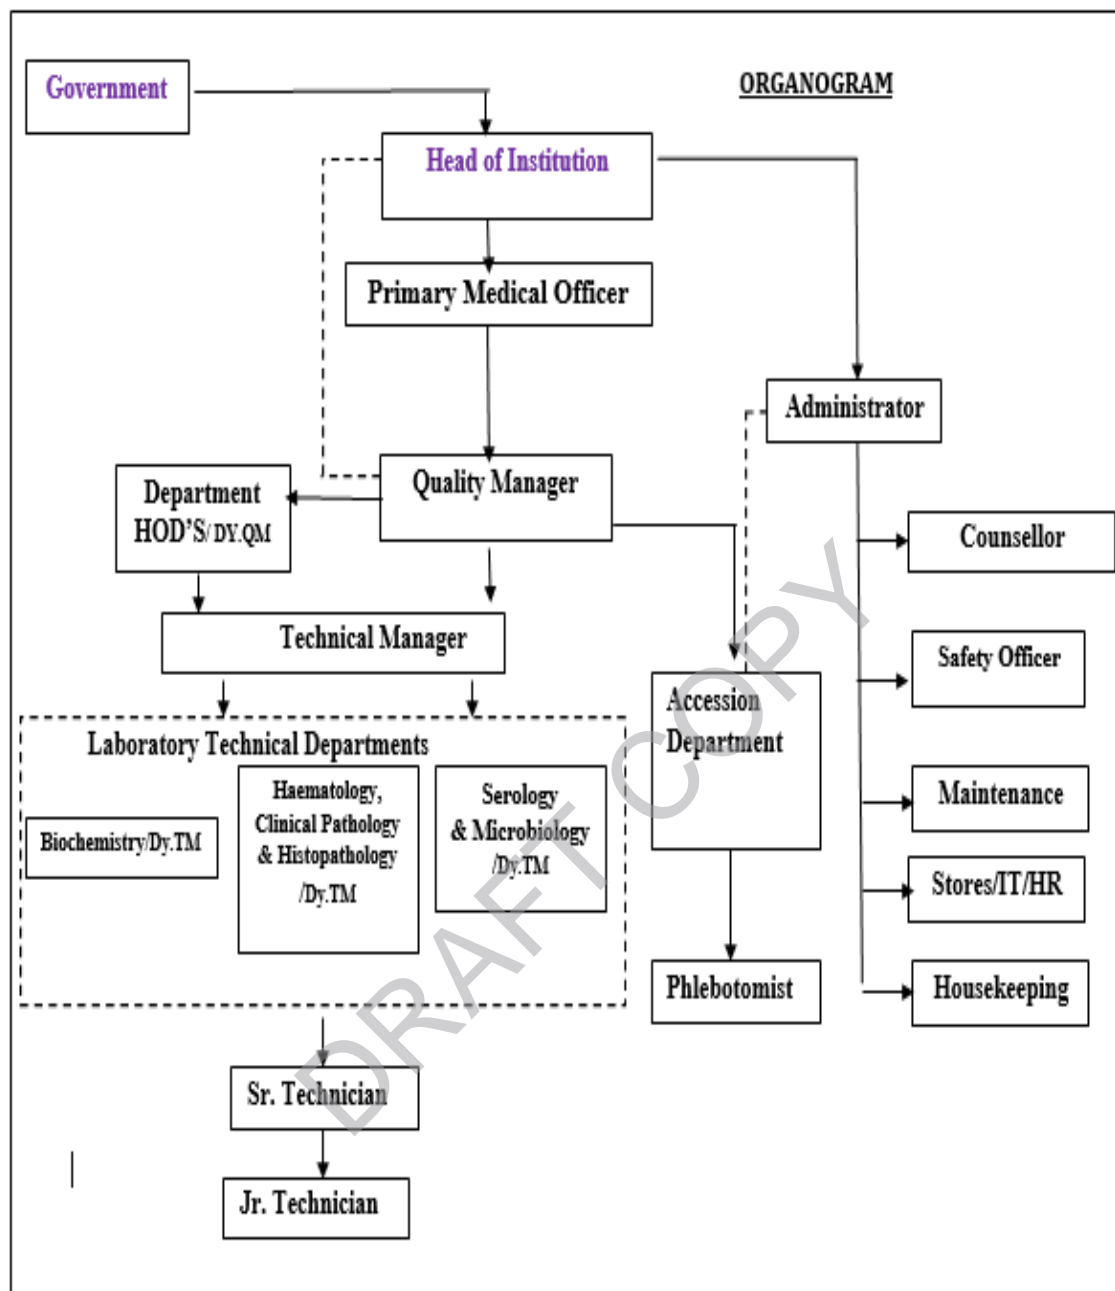 Government
ORGANOGRAM
Head of Institution
Primary Medical Officer
Administrator
Department
HOD'S/ DY.QM
Quality Manager
Counsellor
Technical Manager
Safety Officer
Accession
Department
Laboratory Technical Departments
Biochemistry/Dy.TM
Haematology,
Clinical Pathology
& Histopathology
/Dy.TM
Serology
& Microbiology
/Dy.TM
Maintenance
Stores/IT/HR
Phlebotomist
Housekeeping
Sr. Technician
Jr. Technician
DRAFT COPY